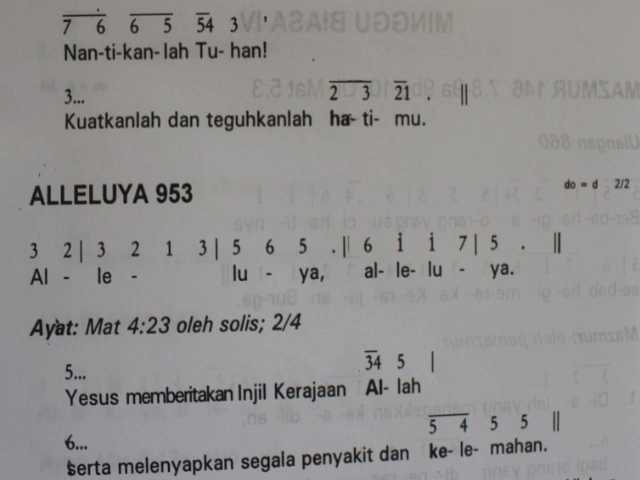 7 6 6 5 54 3 '
Nan-ti-kan-lah Tu- han!
3... 2 3 21 . ||
Kuatkanlah dan teguhkanlah ha- ti- mu.
ALLELUYA 953
do = d 2/2
3 2 | 3 2 1 3 | 5 6 5 . || 6 1̇ 1̇ 7 | 5 . ||
Al - le - lu - ya, al- le- lu - ya.
Ayat: Mat 4:23 oleh solis; 2/4
5... 34 5 |
Yesus memberitakan Injil Kerajaan Al- lah
6... 5 4 5 5 ||
serta melenyapkan segala penyakit dan ke- le- mahan.